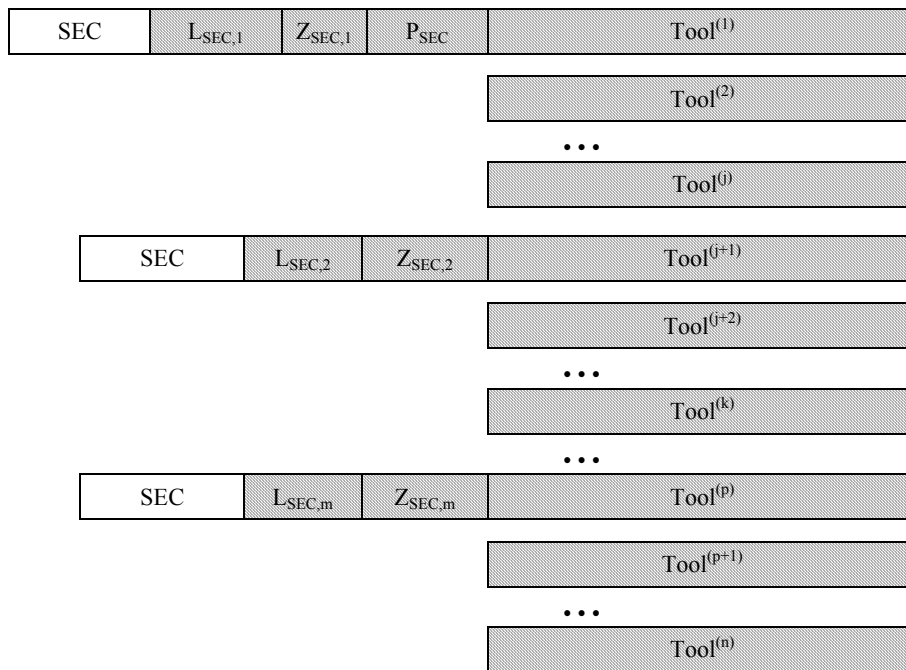 SEC L_SEC,1 Z_SEC,1 P_SEC Tool^(1)
Tool^(2)
...
Tool^(j)
SEC L_SEC,2 Z_SEC,2 Tool^(j+1)
Tool^(j+2)
...
Tool^(k)
...
SEC L_SEC,m Z_SEC,m Tool^(p)
Tool^(p+1)
...
Tool^(n)